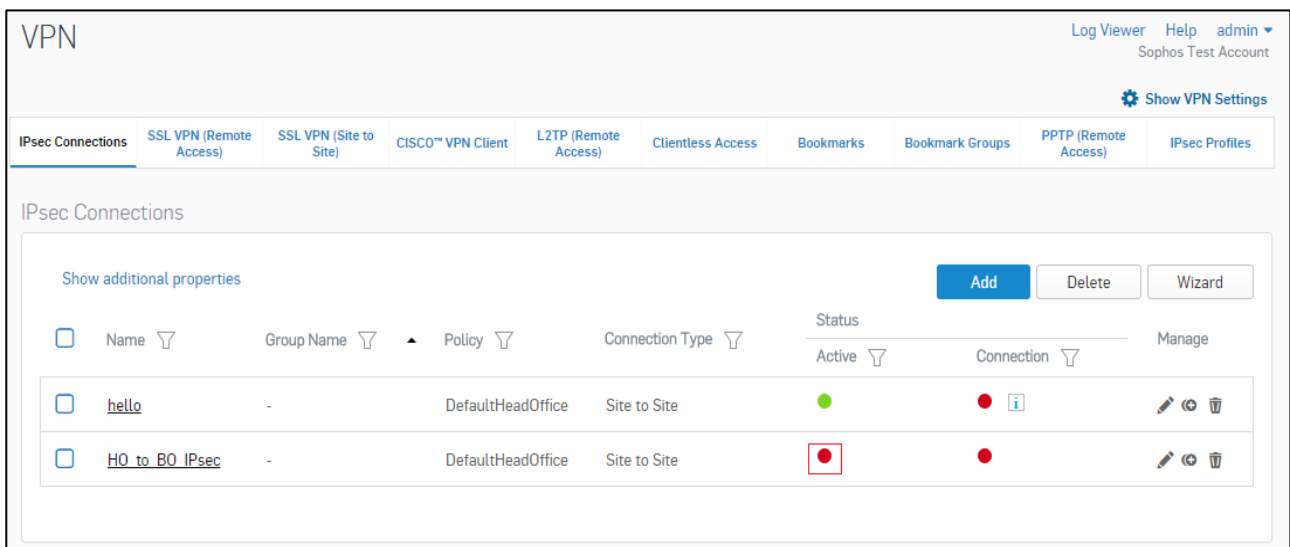 VPN
Log Viewer Help admin
Sophos Test Account
Show VPN Settings
IPsec Connections
SSL VPN (Remote
Access)
SSL VPN (Site to
Site)
CISCO™ VPN Client
L2TP (Remote
Access)
Clientless Access
Bookmarks
Bookmark Groups
PPTP (Remote
Access)
IPsec Profiles
IPsec Connections
Show additional properties
Add
Delete
Wizard
Name
Group Name
Policy
Connection Type
Status
Active
Connection
Manage
hello - DefaultHeadOffice Site to Site i
HO_to_BO_IPsec - DefaultHeadOffice Site to Site